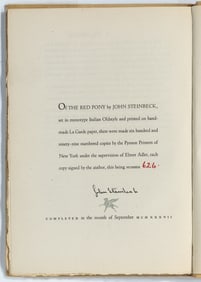 OF THE RED PONY by JOHN STEINBECK,
set in monotype Italian Oldstyle and printed on hand-
made La Garde paper, there were made six hundred and
ninety-nine numbered copies by the Pynson Printers of
New York under the supervision of Elmer Adler, each
copy signed by the author, this being number 626.
John Steinbeck
COMPLETED in the month of September MCMXXXVII